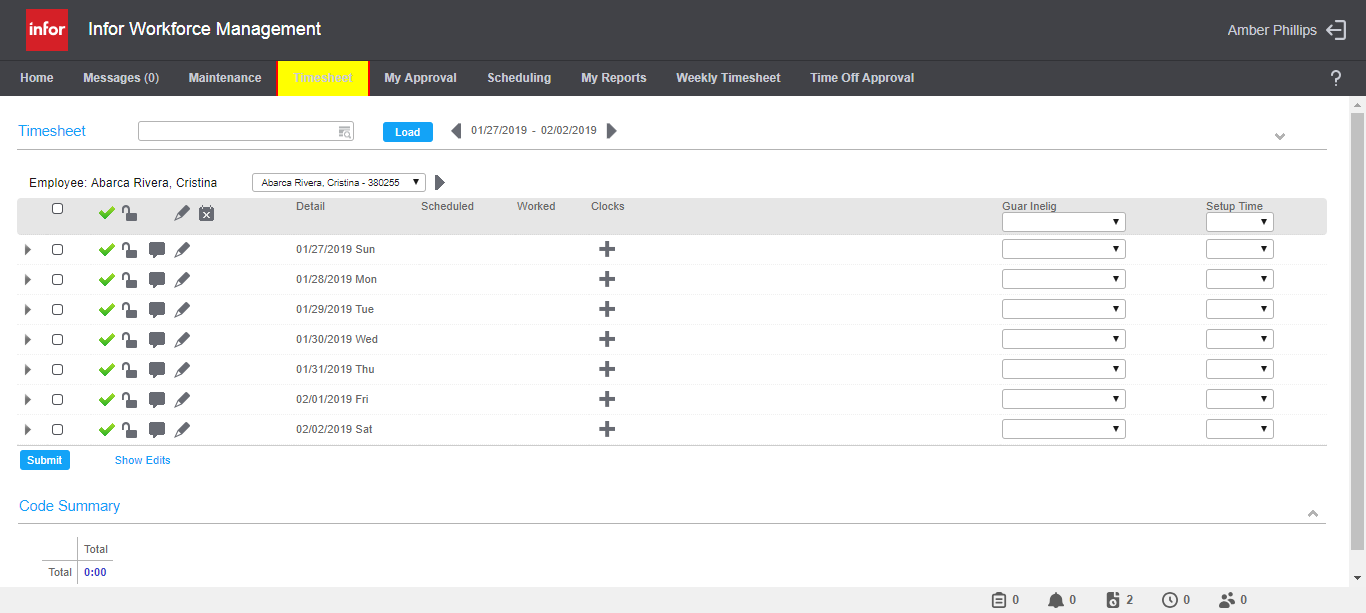 infor Infor Workforce Management Amber Phillips
Home Messages (0) Maintenance Timesheet My Approval Scheduling My Reports Weekly Timesheet Time Off Approval ?
Timesheet Load 01/27/2019 - 02/02/2019
Employee: Abarca Rivera, Cristina Abarca Rivera, Cristina - 380255
Detail Scheduled Worked Clocks Guar Inelig Setup Time
01/27/2019 Sun
01/28/2019 Mon
01/29/2019 Tue
01/30/2019 Wed
01/31/2019 Thu
02/01/2019 Fri
02/02/2019 Sat
Submit Show Edits
Code Summary
Total
Total 0:00
0 0 2 0 0